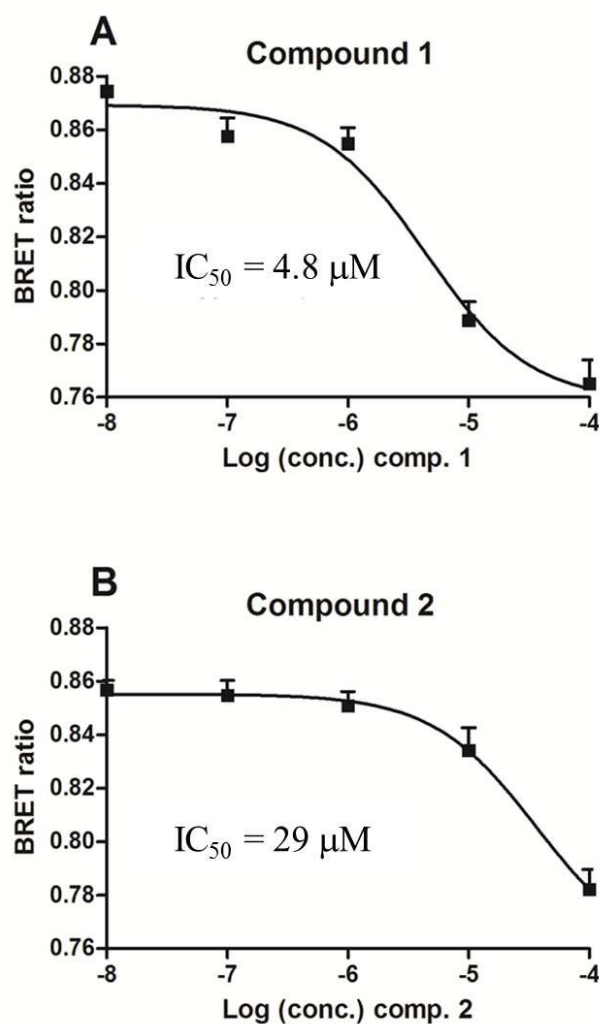 A
Compound 1
0.88
0.86
0.84
0.82
0.80
0.78
0.76
BRET ratio
IC50 = 4.8 μM
-8 -7 -6 -5 -4
Log (conc.) comp. 1
B
Compound 2
0.88
0.86
0.84
0.82
0.80
0.78
0.76
BRET ratio
IC50 = 29 μM
-8 -7 -6 -5 -4
Log (conc.) comp. 2